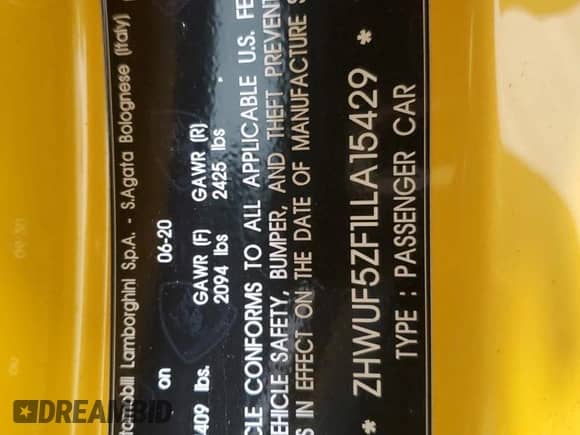 tomobili Lamborghini S.p.A. - S.Agata Bolognese (Italy)
on 06-20
409 lbs. GAWR (F) GAWR (R)
2094 lbs 2425 lbs
CLE CONFORMS TO ALL APPLICABLE U.S. FE
EHICLE SAFETY, BUMPER, AND THEFT PREVENT
S IN EFFECT ON THE DATE OF MANUFACTURE S
* ZHWUF5ZF1LLA15429 *
TYPE : PASSENGER CAR
DREAMBID